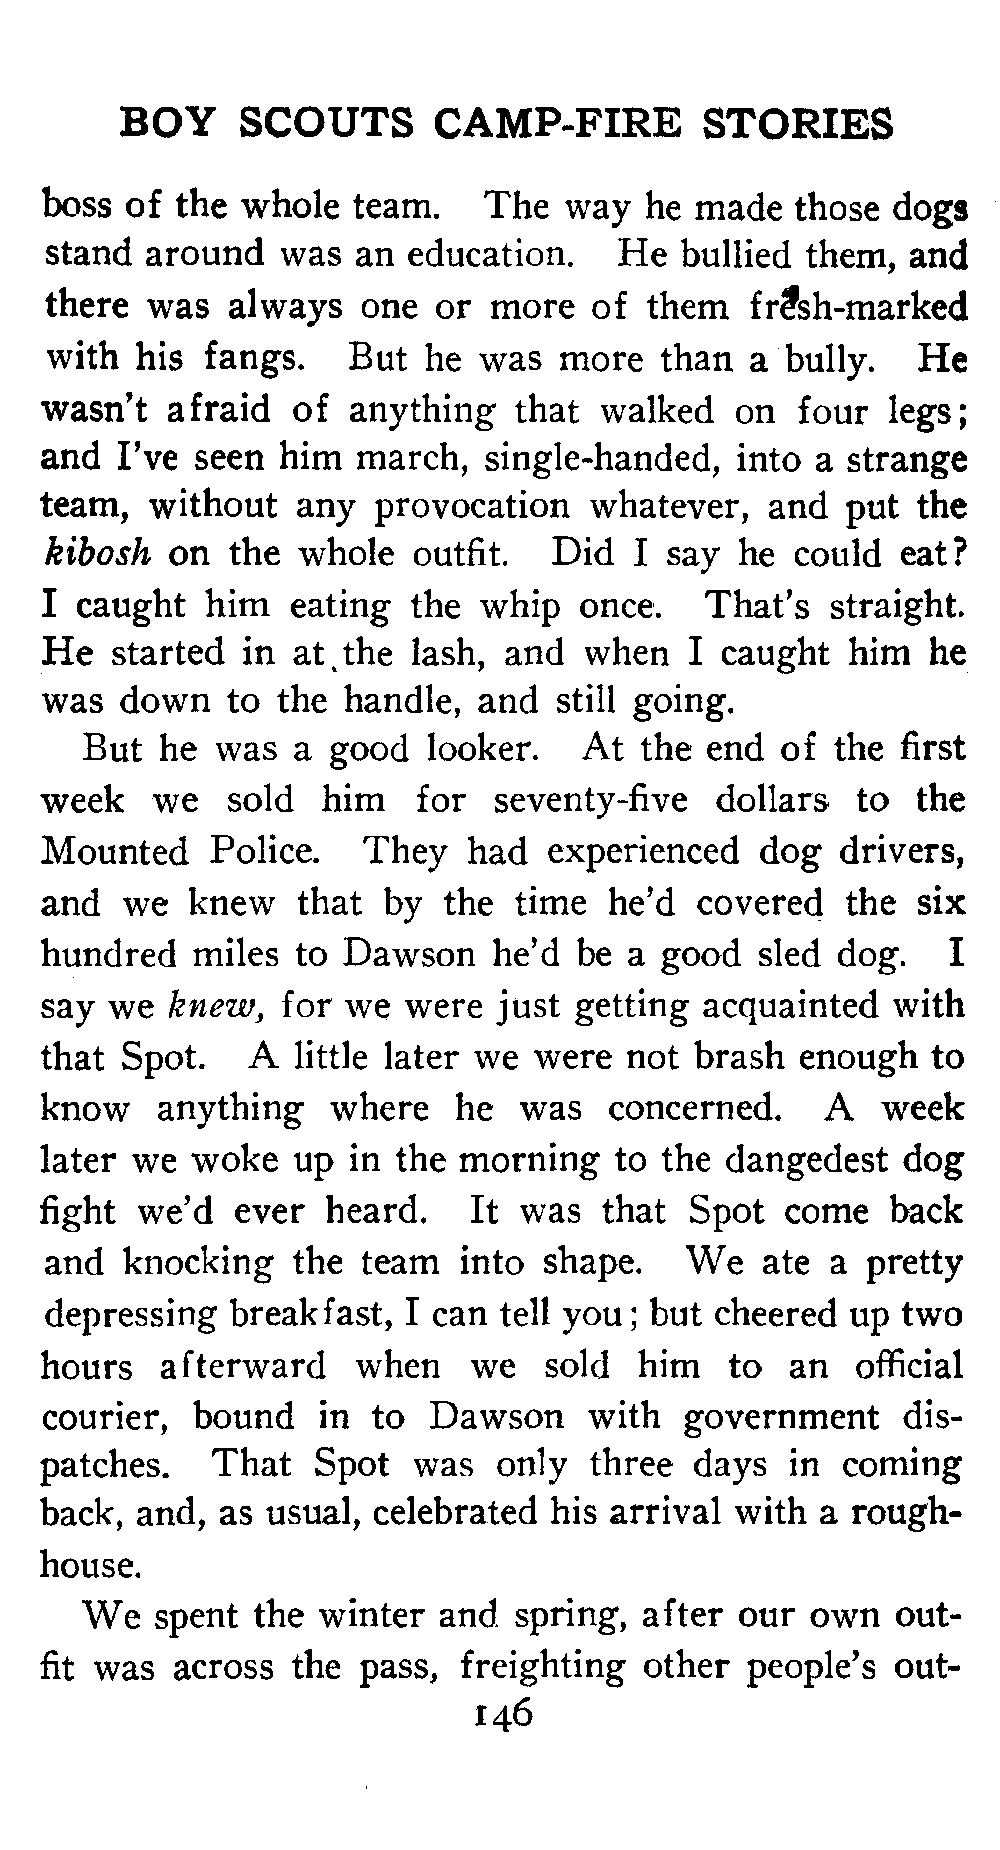 BOY SCOUTS CAMP-FIRE STORIES
boss of the whole team. The way he made those dogs
stand around was an education. He bullied them, and
there was always one or more of them fresh-marked
with his fangs. But he was more than a bully. He
wasn't afraid of anything that walked on four legs;
and I've seen him march, single-handed, into a strange
team, without any provocation whatever, and put the
kibosh on the whole outfit. Did I say he could eat?
I caught him eating the whip once. That's straight.
He started in at the lash, and when I caught him he
was down to the handle, and still going.
But he was a good looker. At the end of the first
week we sold him for seventy-five dollars to the
Mounted Police. They had experienced dog drivers,
and we knew that by the time he'd covered the six
hundred miles to Dawson he'd be a good sled dog. I
say we knew, for we were just getting acquainted with
that Spot. A little later we were not brash enough to
know anything where he was concerned. A week
later we woke up in the morning to the dangedest dog
fight we'd ever heard. It was that Spot come back
and knocking the team into shape. We ate a pretty
depressing breakfast, I can tell you; but cheered up two
hours afterward when we sold him to an official
courier, bound in to Dawson with government dis-
patches. That Spot was only three days in coming
back, and, as usual, celebrated his arrival with a rough-
house.
We spent the winter and spring, after our own out-
fit was across the pass, freighting other people's out-
146